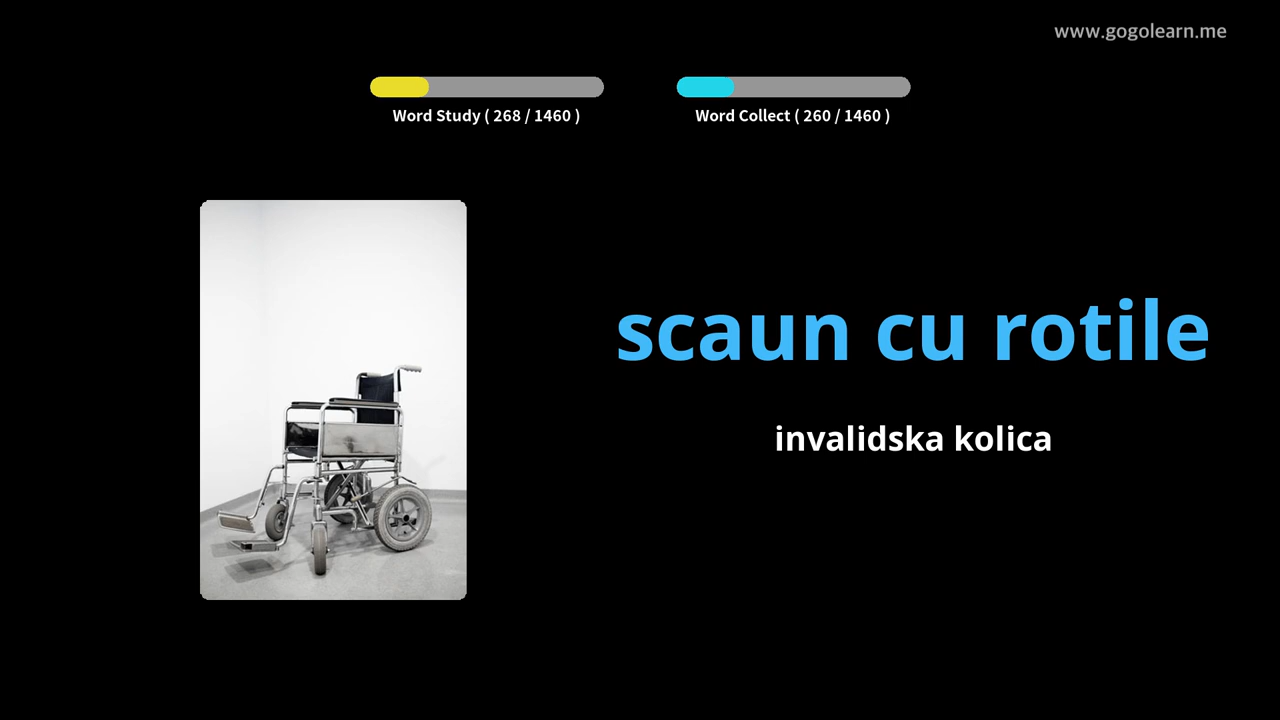 www.gogolearn.me
Word Study ( 268 / 1460 )
Word Collect ( 260 / 1460 )
scaun cu rotile
invalidska kolica